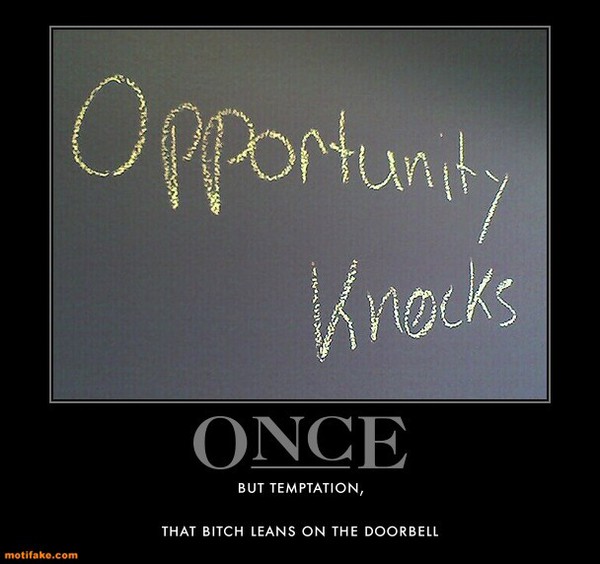 Opportunity
Knocks
ONCE
BUT TEMPTATION,
THAT BITCH LEANS ON THE DOORBELL
motifake.com